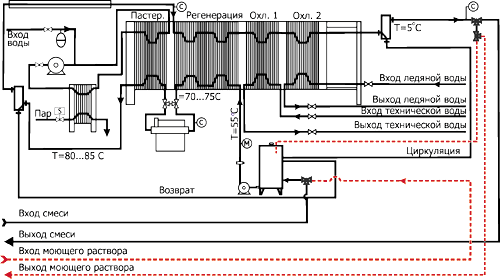 Пастер.
Регенерация
Охл. 1
Охл. 2
С
С
Т=5°С
Вход
воды
Вход ледяной воды
=70...75С
Выход ледяной воды
Вход технической воды
Пар
S
С
Т=55°С
Выход технической воды
М
Т=80...85 С
Циркуляция
Возврат
Вход смеси
Выход смеси
Вход моющего раствора
Выход моющего раствора